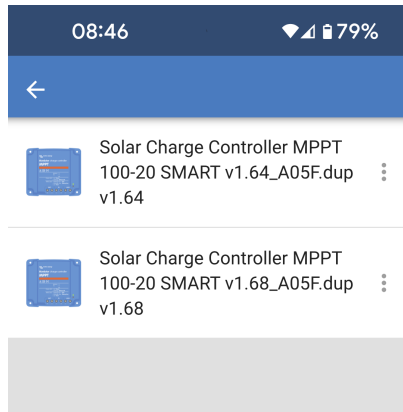 08:46
79%
Solar Charge Controller MPPT
100-20 SMART v1.64_A05F.dup
v1.64
Solar Charge Controller MPPT
100-20 SMART v1.68_A05F.dup
v1.68